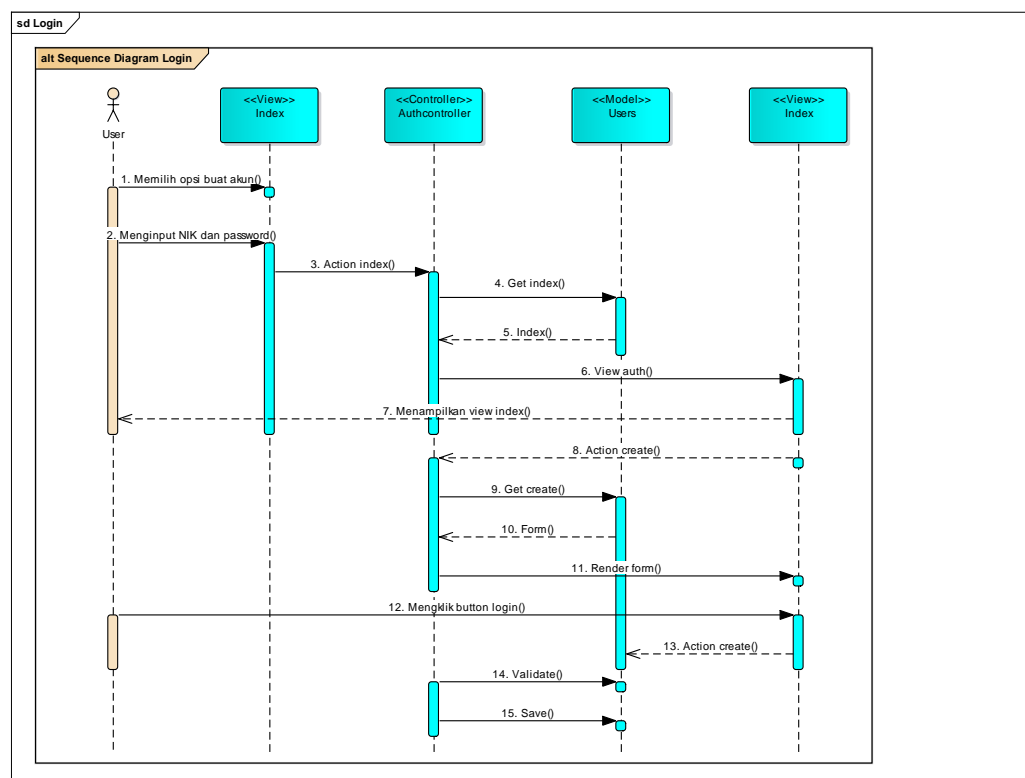 sd Login
alt Sequence Diagram Login
User
<<View>>
Index
<<Controller>>
Authcontroller
<<Model>>
Users
<<View>>
Index
1. Memilih opsi buat akun()
2. Menginput NIK dan password()
3. Action index()
4. Get index()
5. Index()
6. View auth()
7. Menampilkan view index()
8. Action create()
9. Get create()
10. Form()
11. Render form()
12. Mengklik button login()
13. Action create()
14. Validate()
15. Save()